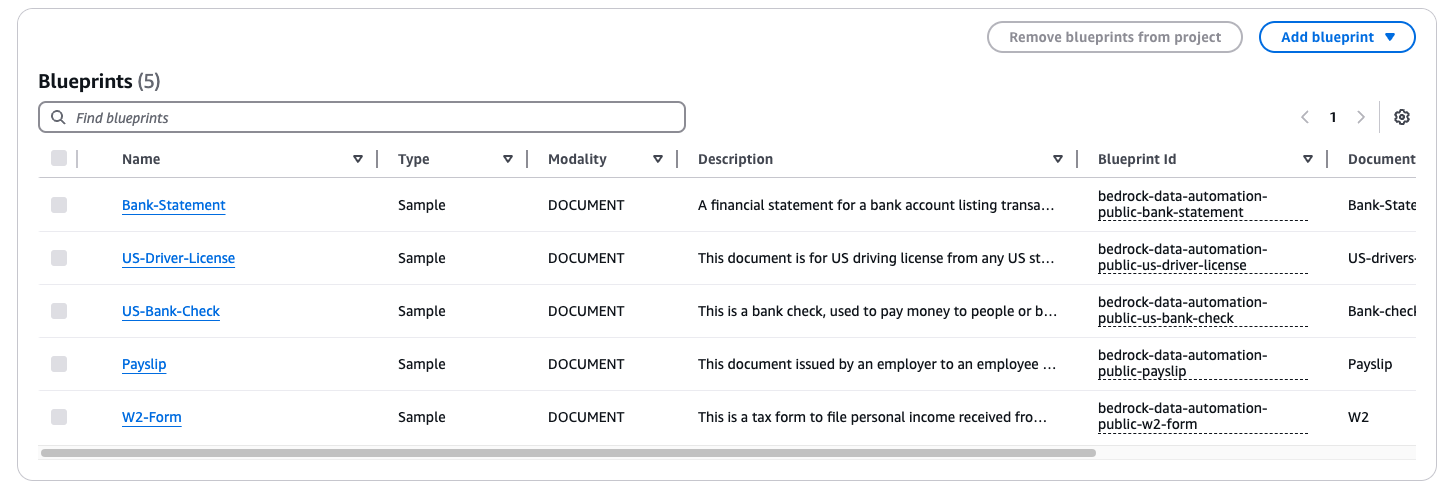 Remove blueprints from project
Add blueprint
Blueprints (5)
Find blueprints
1
Name Type Modality Description Blueprint Id Document
Bank-Statement Sample DOCUMENT A financial statement for a bank account listing transa… bedrock-data-automation-
public-bank-statement Bank-State
US-Driver-License Sample DOCUMENT This document is for US driving license from any US st… bedrock-data-automation-
public-us-driver-license US-drivers-
US-Bank-Check Sample DOCUMENT This is a bank check, used to pay money to people or b… bedrock-data-automation-
public-us-bank-check Bank-check
Payslip Sample DOCUMENT This document issued by an employer to an employee … bedrock-data-automation-
public-payslip Payslip
W2-Form Sample DOCUMENT This is a tax form to file personal income received fro… bedrock-data-automation-
public-w2-form W2